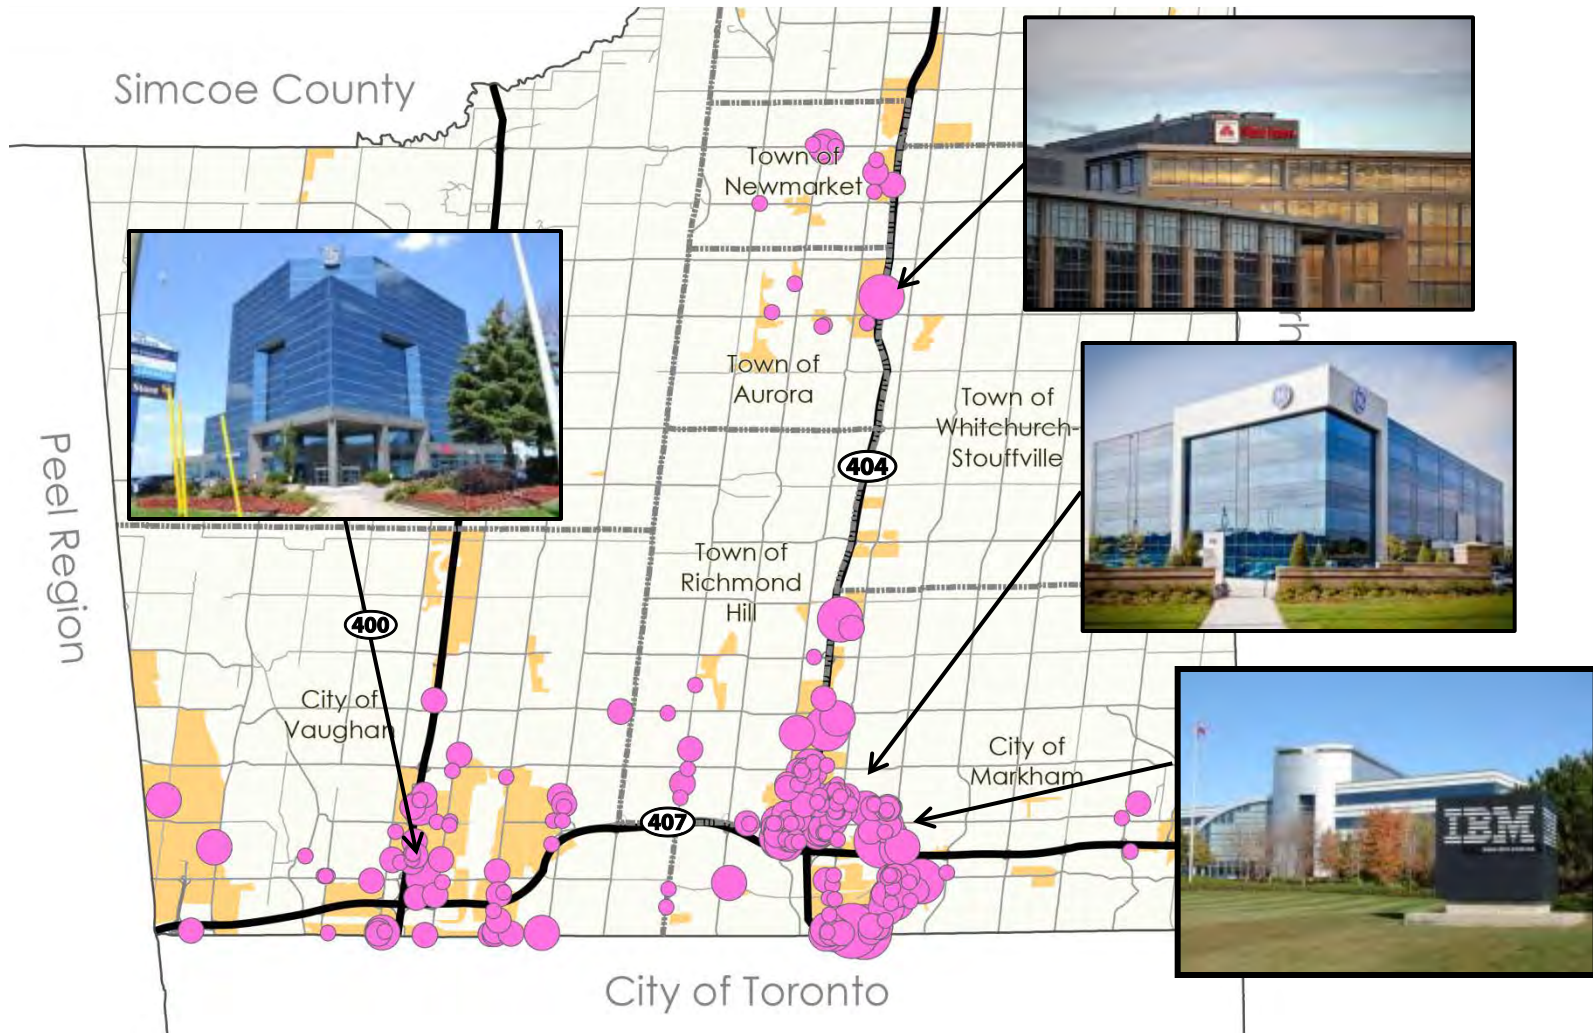 Simcoe County
Town of
Newmarket
Town of
Aurora
Town of
Whitchurch-
Stouffville
404
Peel Region
Town of
Richmond
Hill
400
City of
Vaughan
City of
Markham
407
IBM
City of Toronto